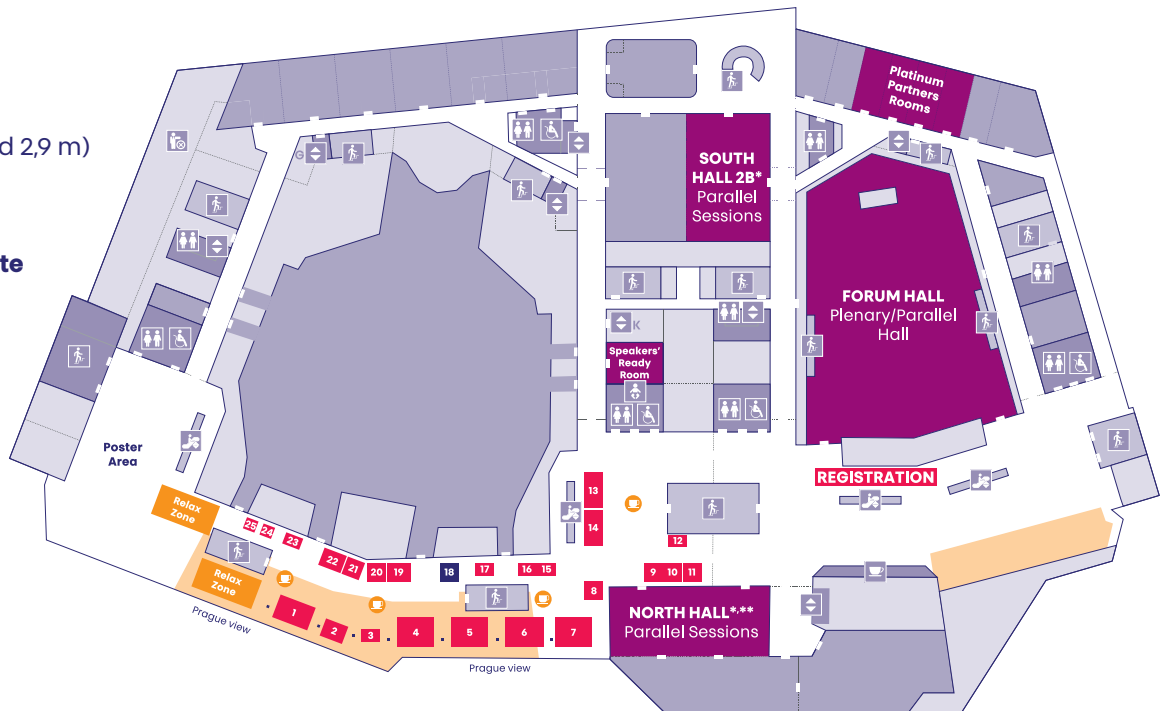 d 2,9 m)
te
Platinum
Partners
Rooms
SOUTH
HALL 2B*
Parallel
Sessions
G
FORUM HALL
Plenary/Parallel
Hall
K
Speakers’
Ready
Room
Poster
Area
REGISTRATION
Relax
Zone
Relax
Zone
13
14
12
25
24
23
22
21
20
19
18
17
16
15
9
10
11
8
1
2
3
4
5
6
7
NORTH HALL*,**
Parallel Sessions
Prague view
Prague view